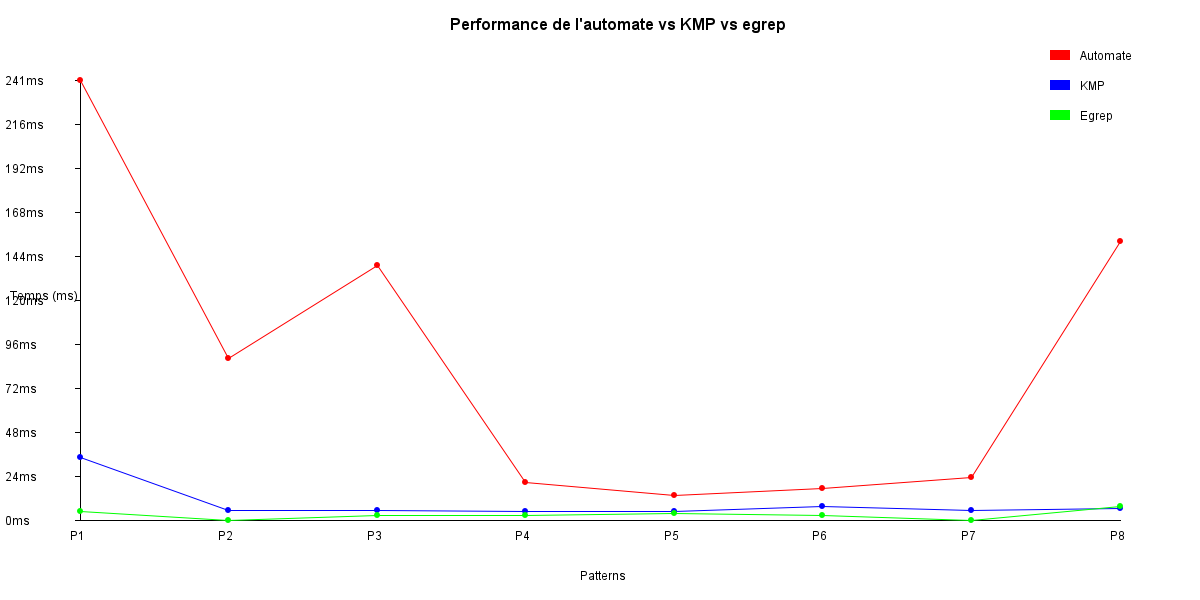 Performance de l'automate vs KMP vs egrep
Automate
KMP
Egrep
241ms
216ms
192ms
168ms
144ms
Temps (ms)
120ms
96ms
72ms
48ms
24ms
0ms
P1 P2 P3 P4 P5 P6 P7 P8
Patterns